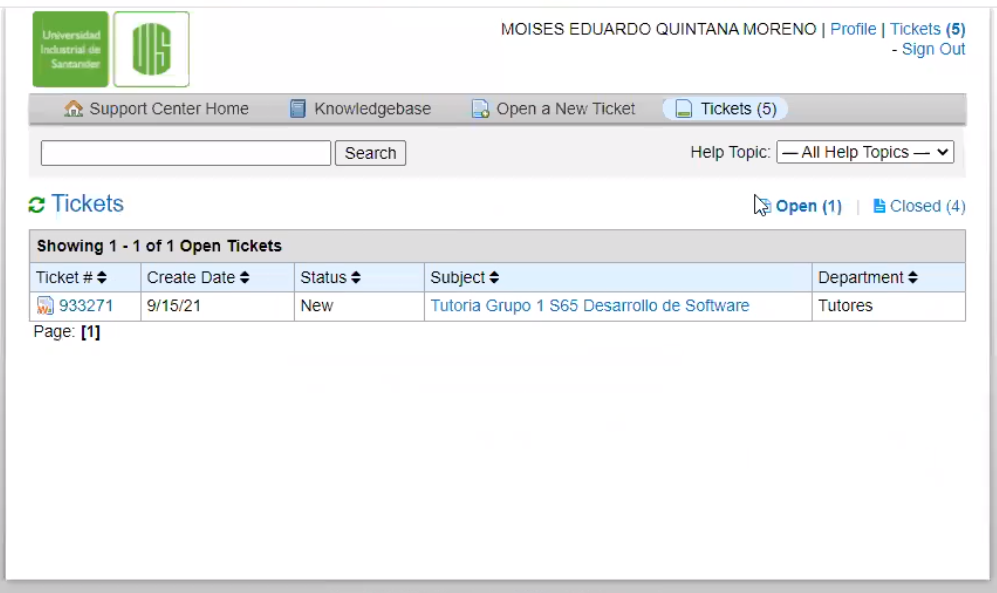 Universidad
Industrial de
Santander
UIS
MOISES EDUARDO QUINTANA MORENO | Profile | Tickets (5)
- Sign Out
Support Center Home Knowledgebase Open a New Ticket Tickets (5)
Search Help Topic: — All Help Topics —
Tickets Open (1) | Closed (4)
Showing 1 - 1 of 1 Open Tickets
Ticket # Create Date Status Subject Department
933271 9/15/21 New Tutoria Grupo 1 S65 Desarrollo de Software Tutores
Page: [1]